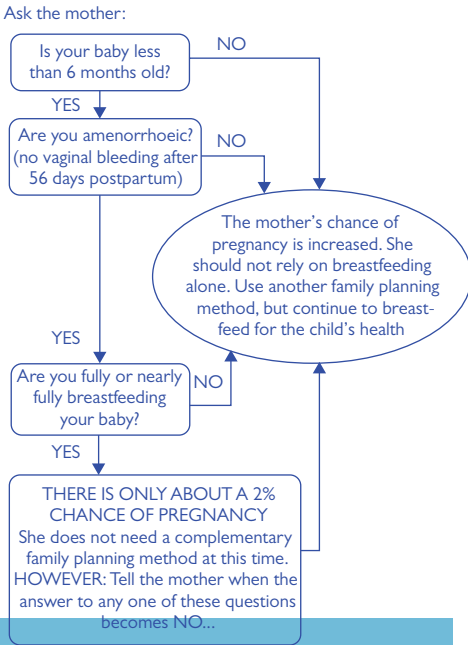 Ask the mother:
Is your baby less
than 6 months old?
NO
YES
Are you amenorrhoeic?
(no vaginal bleeding after
56 days postpartum)
NO
The mother's chance of
pregnancy is increased. She
should not rely on breastfeeding
alone. Use another family planning
method, but continue to breast-
feed for the child's health
YES
Are you fully or nearly
fully breastfeeding
your baby?
NO
YES
THERE IS ONLY ABOUT A 2%
CHANCE OF PREGNANCY
She does not need a complementary
family planning method at this time.
HOWEVER: Tell the mother when the
answer to any one of these questions
becomes NO...